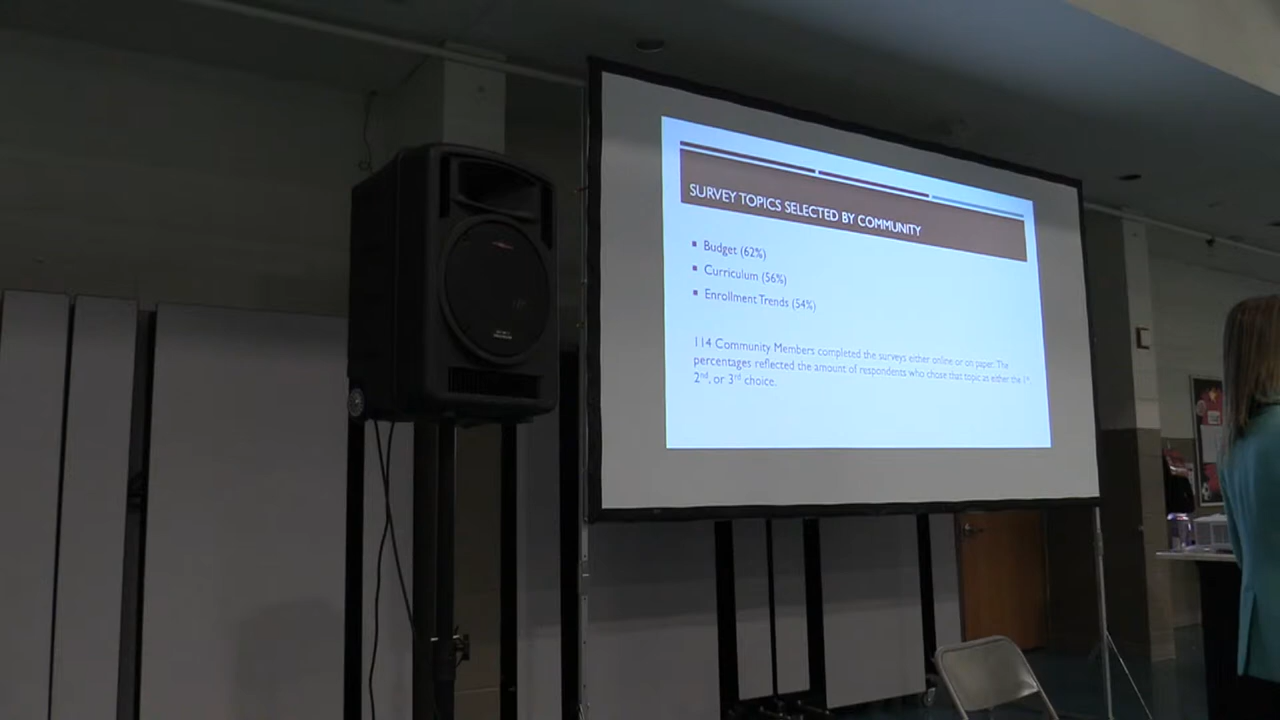 SURVEY TOPICS SELECTED BY COMMUNITY
Budget (62%)
Curriculum (56%)
Enrollment Trends (54%)
114 Community Members completed the surveys either online or on paper. The
percentages reflected the amount of respondents who chose that topic as either the 1st,
2nd, or 3rd choice.